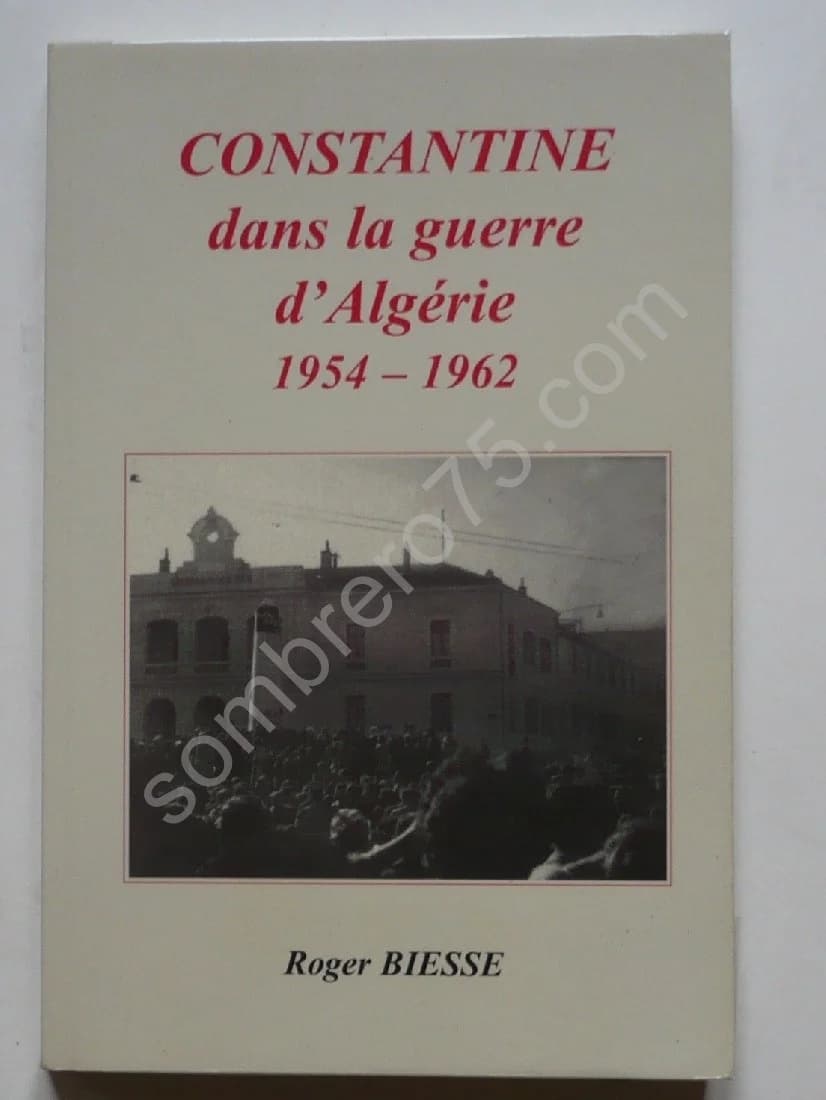 CONSTANTINE
dans la guerre
d'Algérie
1954 – 1962
sombrero75.com
Roger BIESSE